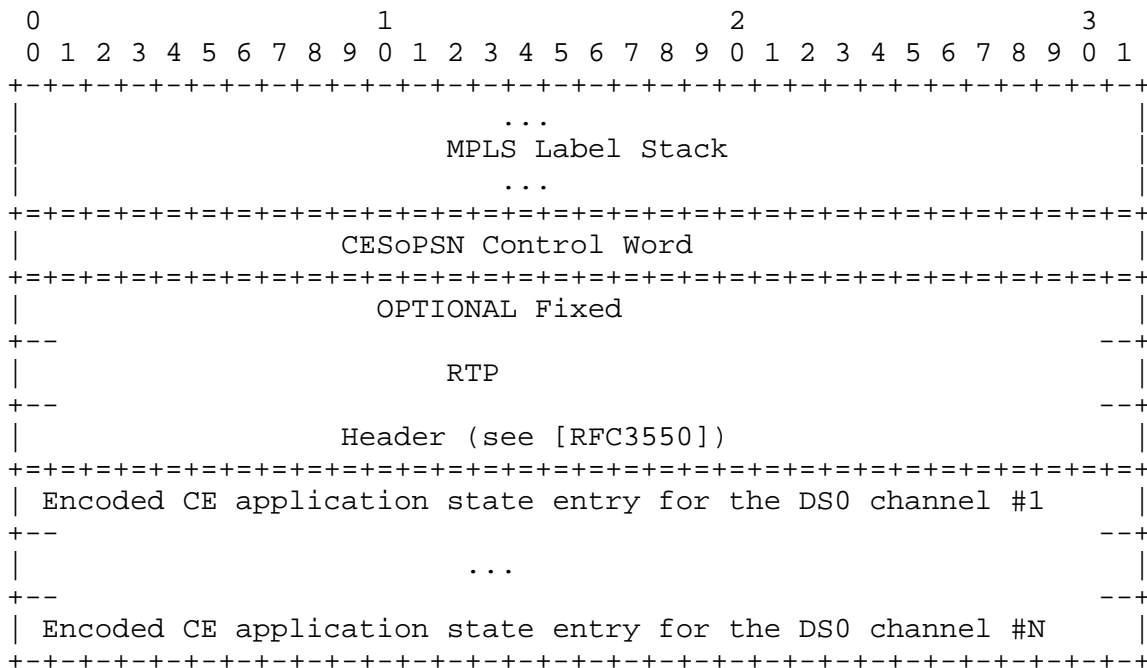 0                   1                   2                   3
 0 1 2 3 4 5 6 7 8 9 0 1 2 3 4 5 6 7 8 9 0 1 2 3 4 5 6 7 8 9 0 1
+-+-+-+-+-+-+-+-+-+-+-+-+-+-+-+-+-+-+-+-+-+-+-+-+-+-+-+-+-+-+-+-+
|                           ...                                 |
|                        MPLS Label Stack                       |
|                           ...                                 |
+=+=+=+=+=+=+=+=+=+=+=+=+=+=+=+=+=+=+=+=+=+=+=+=+=+=+=+=+=+=+=+=+
|                  CESoPSN Control Word                         |
+=+=+=+=+=+=+=+=+=+=+=+=+=+=+=+=+=+=+=+=+=+=+=+=+=+=+=+=+=+=+=+=+
|                    OPTIONAL Fixed                             |
+--                                                           --+
|                        RTP                                    |
+--                                                           --+
|                  Header (see [RFC3550])                       |
+=+=+=+=+=+=+=+=+=+=+=+=+=+=+=+=+=+=+=+=+=+=+=+=+=+=+=+=+=+=+=+=+
| Encoded CE application state entry for the DS0 channel #1     |
+--                                                           --+
|                         ...                                   |
+--                                                           --+
| Encoded CE application state entry for the DS0 channel #N     |
+-+-+-+-+-+-+-+-+-+-+-+-+-+-+-+-+-+-+-+-+-+-+-+-+-+-+-+-+-+-+-+-+